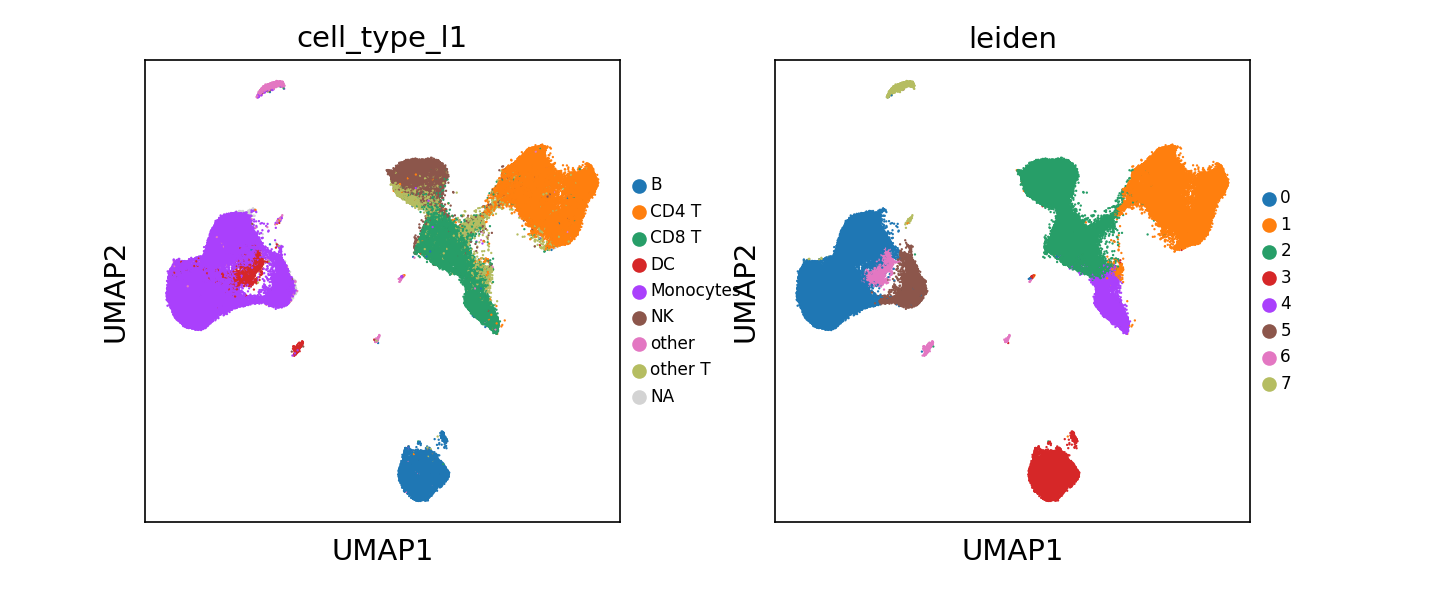 cell_type_l1
UMAP2
UMAP1
B
CD4 T
CD8 T
DC
Monocytes
NK
other
other T
NA
leiden
UMAP2
UMAP1
0
1
2
3
4
5
6
7